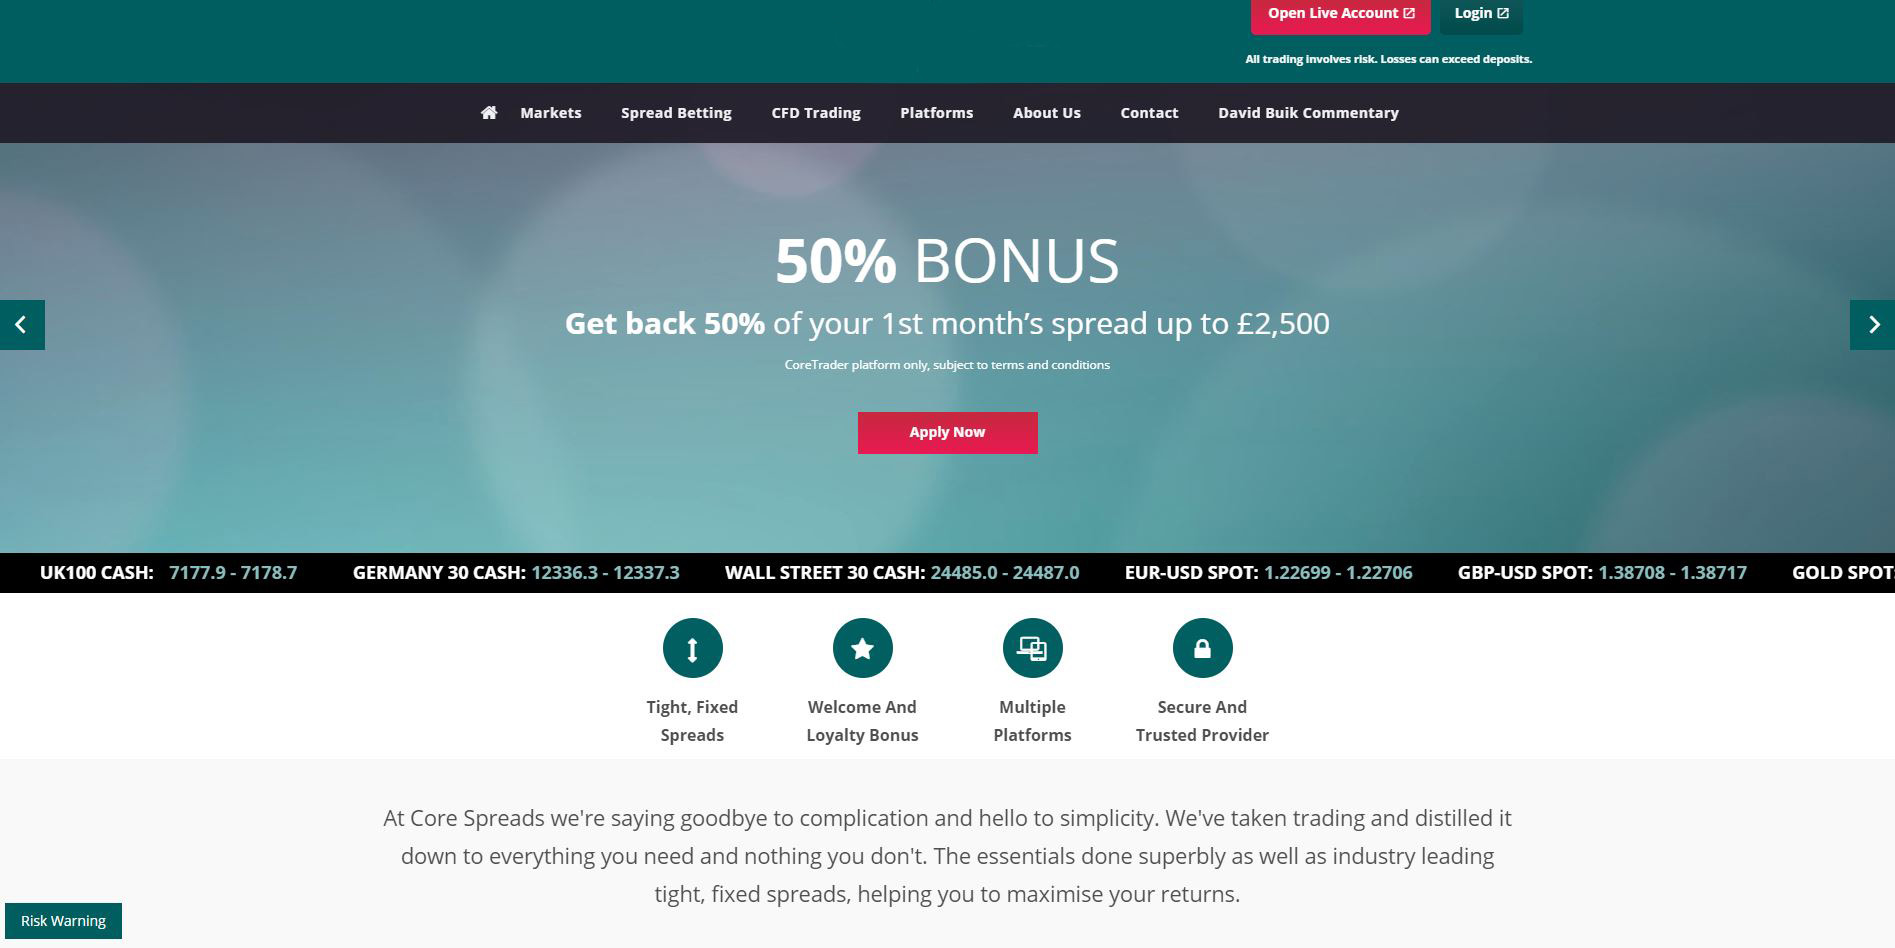 Open Live Account
Login
All trading involves risk. Losses can exceed deposits.
Markets
Spread Betting
CFD Trading
Platforms
About Us
Contact
David Buik Commentary
50% BONUS
Get back 50% of your 1st month’s spread up to £2,500
CoreTrader platform only, subject to terms and conditions
Apply Now
UK100 CASH: 7177.9 - 7178.7
GERMANY 30 CASH: 12336.3 - 12337.3
WALL STREET 30 CASH: 24485.0 - 24487.0
EUR-USD SPOT: 1.22699 - 1.22706
GBP-USD SPOT: 1.38708 - 1.38717
GOLD SPOT:
Tight, Fixed
Spreads
Welcome And
Loyalty Bonus
Multiple
Platforms
Secure And
Trusted Provider
At Core Spreads we're saying goodbye to complication and hello to simplicity. We've taken trading and distilled it
down to everything you need and nothing you don't. The essentials done superbly as well as industry leading
tight, fixed spreads, helping you to maximise your returns.
Risk Warning